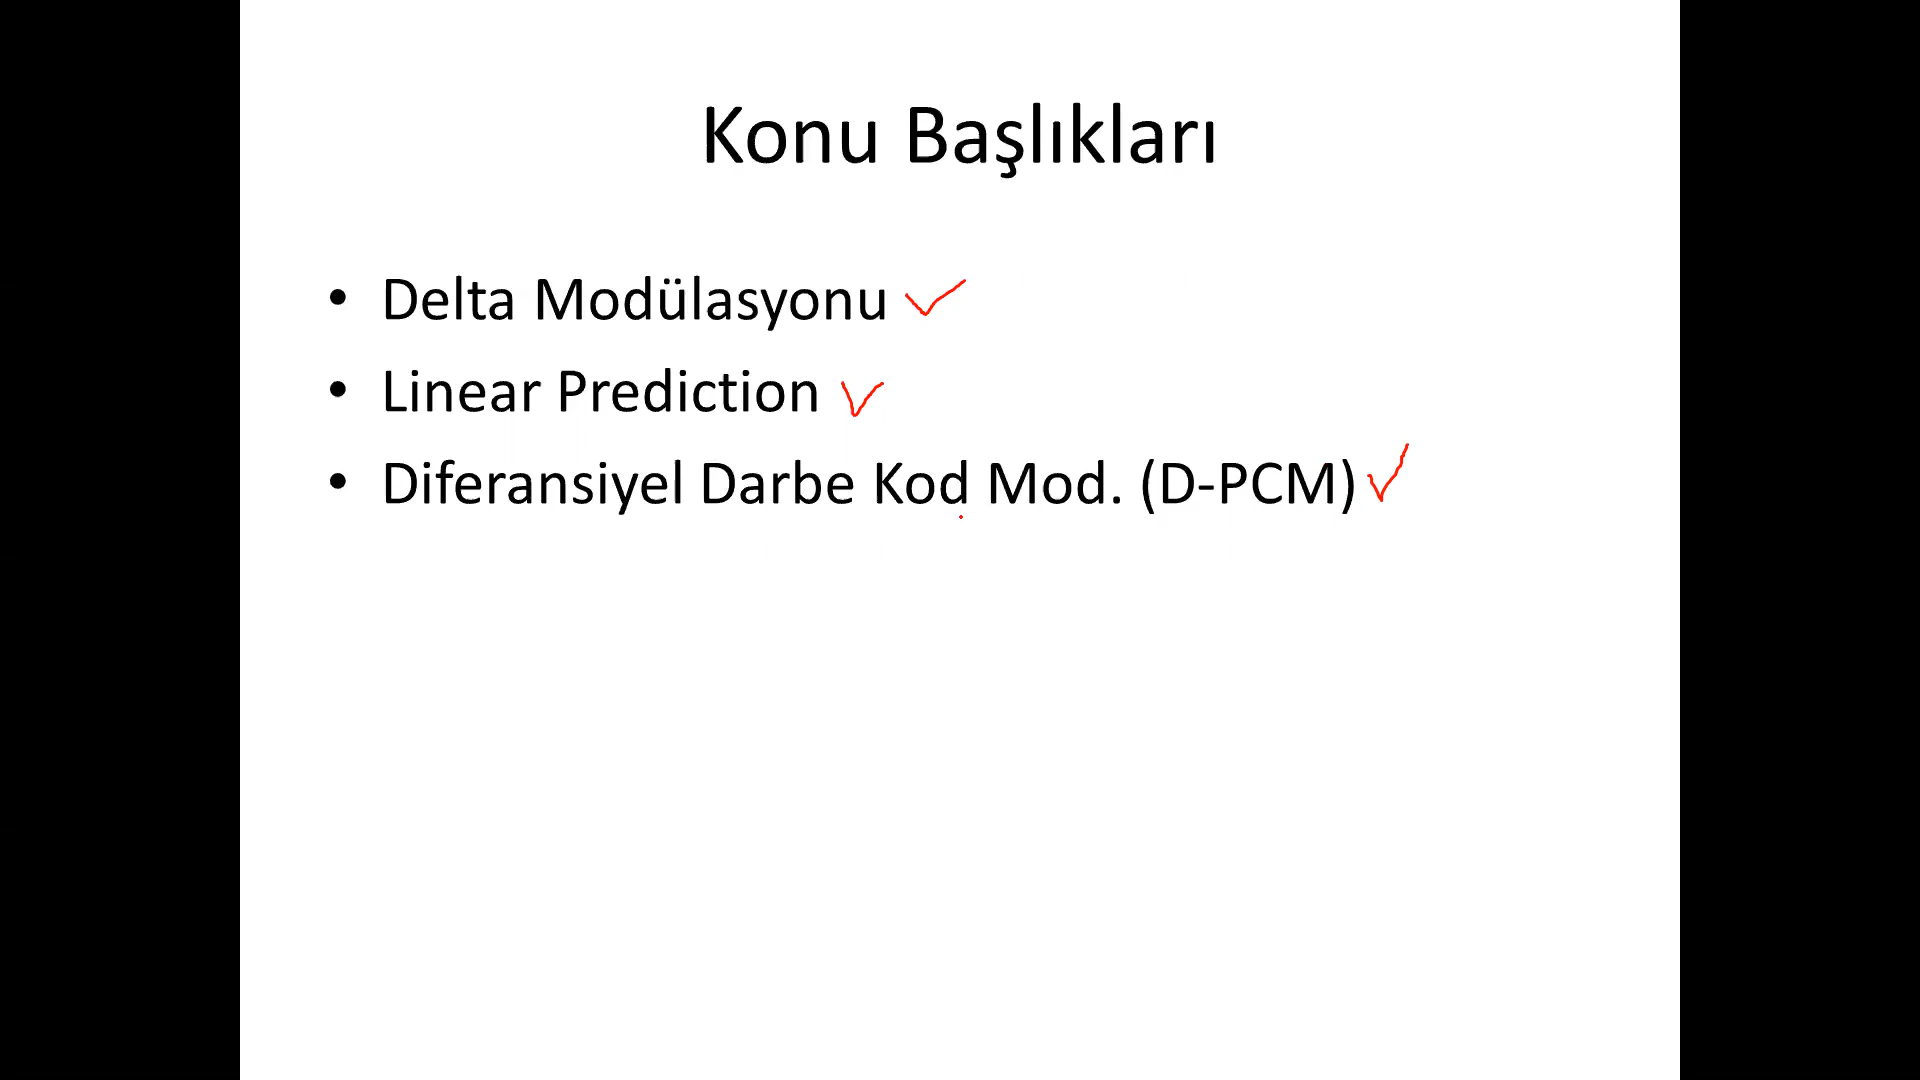 Konu Başlıkları
• Delta Modülasyonu
• Linear Prediction
• Diferansiyel Darbe Kod Mod. (D-PCM)